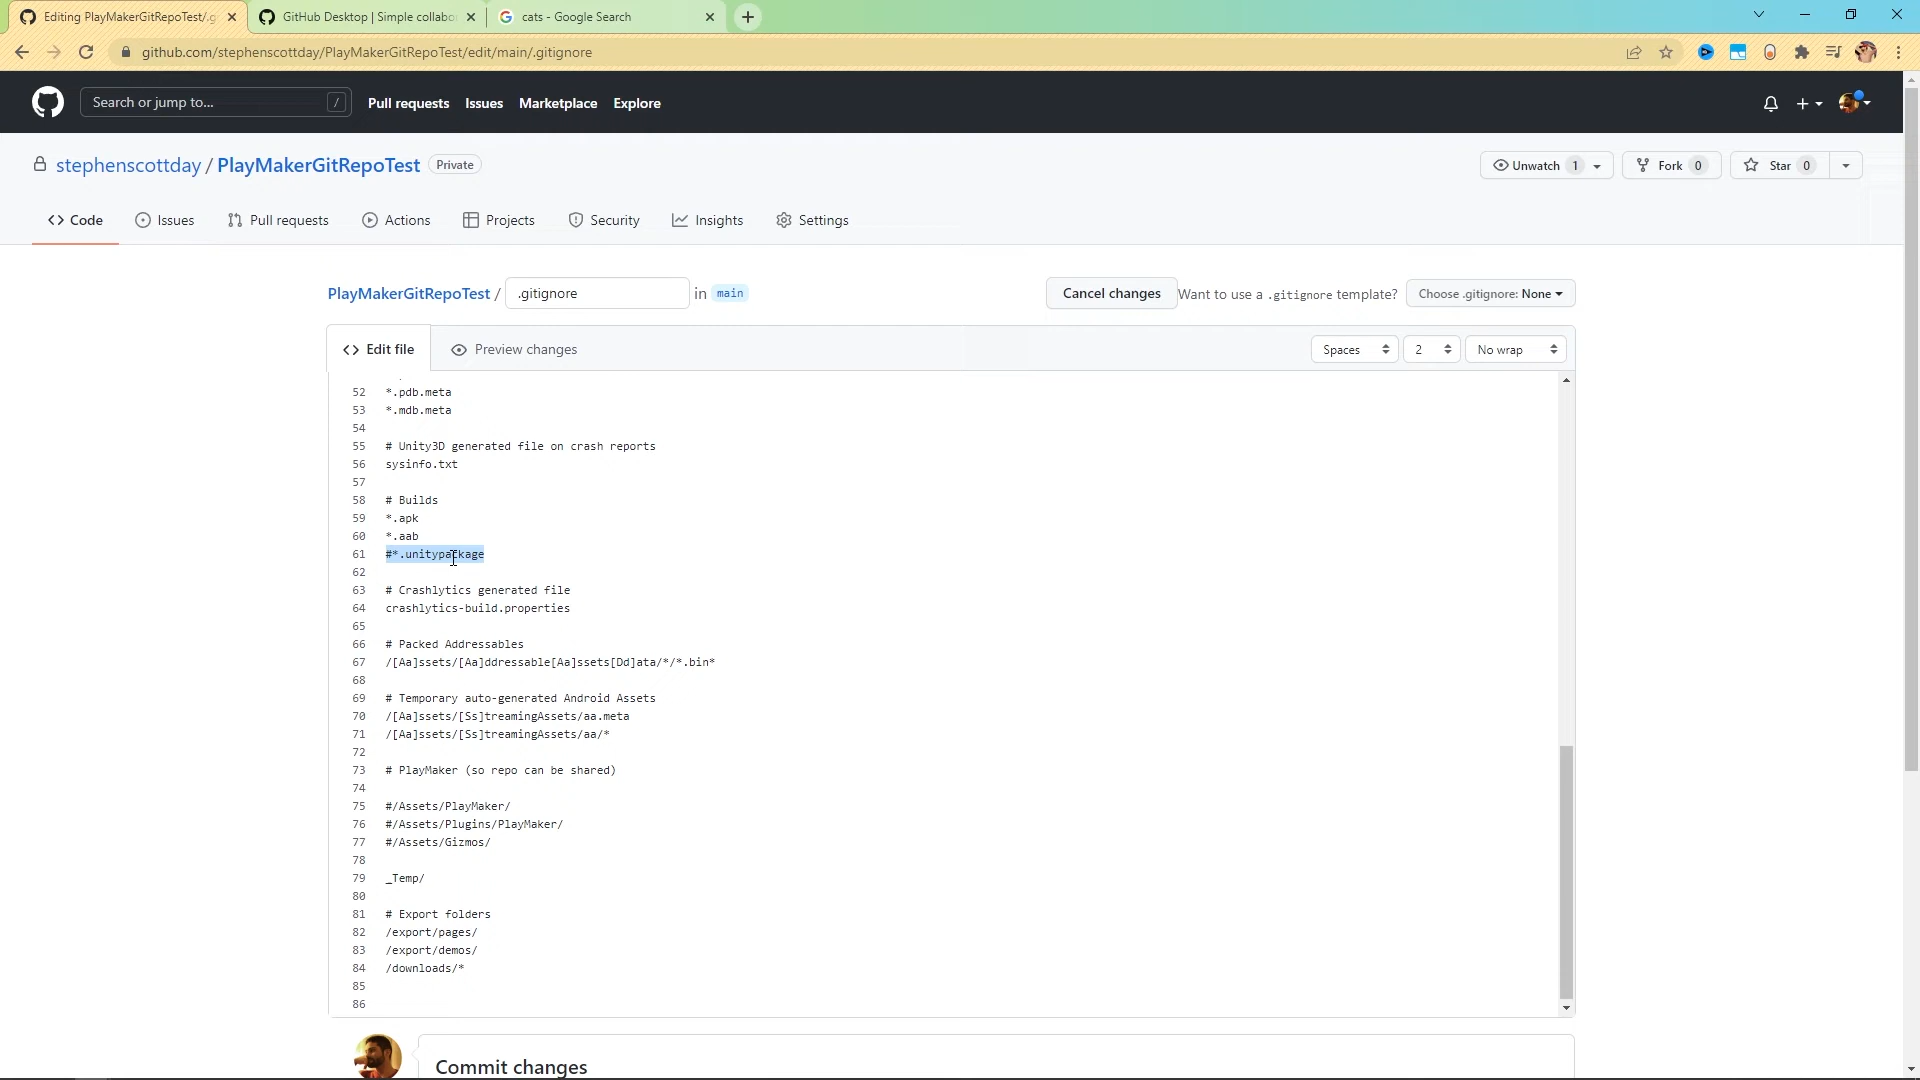 Editing PlayMakerGitRepoTest/.g
GitHub Desktop | Simple collabo
cats - Google Search
github.com/stephenscottday/PlayMakerGitRepoTest/edit/main/.gitignore
Search or jump to...
/
Pull requests
Issues
Marketplace
Explore
stephenscottday / PlayMakerGitRepoTest
Private
Unwatch 1
Fork 0
Star 0
Code
Issues
Pull requests
Actions
Projects
Security
Insights
Settings
PlayMakerGitRepoTest / .gitignore in main
Cancel changes
Want to use a .gitignore template?
Choose .gitignore: None
Edit file
Preview changes
Spaces
2
No wrap
52 *.pdb.meta
53 *.mdb.meta
54
55 # Unity3D generated file on crash reports
56 sysinfo.txt
57
58 # Builds
59 *.apk
60 *.aab
61 #*.unitypackage
62
63 # Crashlytics generated file
64 crashlytics-build.properties
65
66 # Packed Addressables
67 /[Aa]ssets/[Aa]ddressable[Aa]ssets[Dd]ata/*/*.bin*
68
69 # Temporary auto-generated Android Assets
70 /[Aa]ssets/[Ss]treamingAssets/aa.meta
71 /[Aa]ssets/[Ss]treamingAssets/aa/*
72
73 # PlayMaker (so repo can be shared)
74
75 #/Assets/PlayMaker/
76 #/Assets/Plugins/PlayMaker/
77 #/Assets/Gizmos/
78
79 _Temp/
80
81 # Export folders
82 /export/pages/
83 /export/demos/
84 /downloads/*
85
86
Commit changes